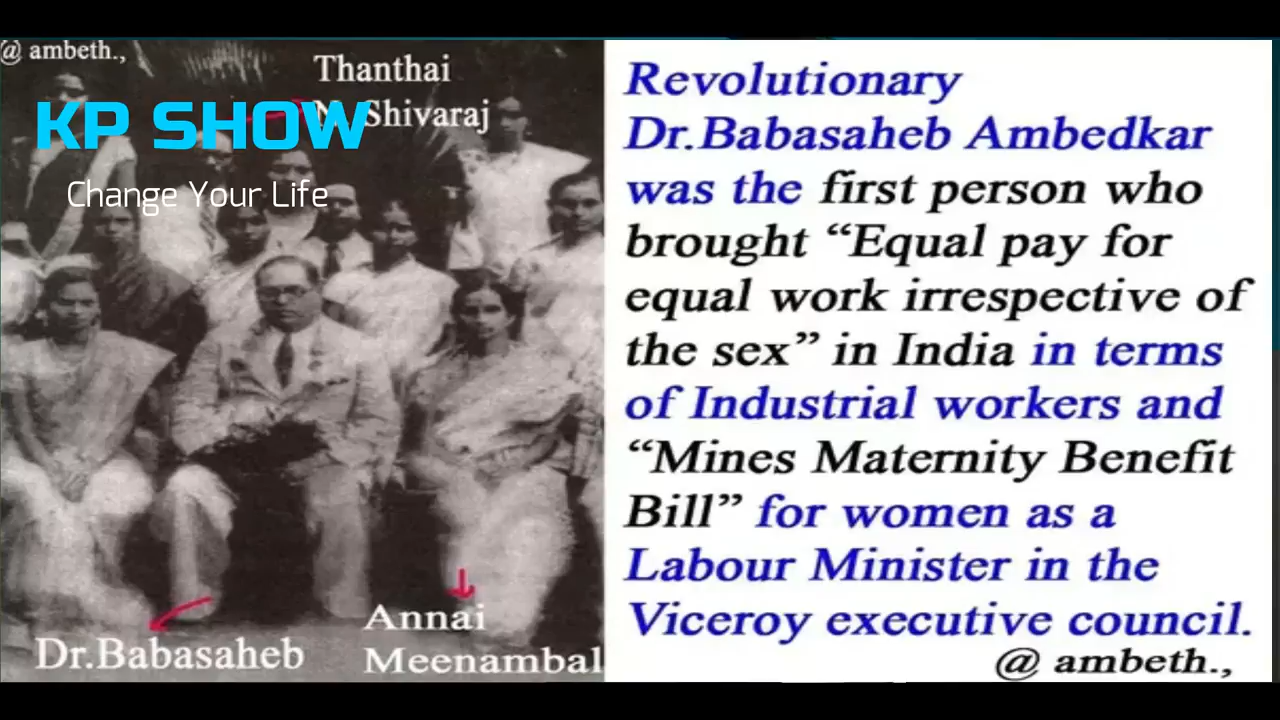 @ ambeth.,
Thanthai
N. Shivaraj
KP SHOW
Change Your Life
Dr.Babasaheb
Annai
Meenambal
Revolutionary
Dr.Babasaheb Ambedkar
was the first person who
brought “Equal pay for
equal work irrespective of
the sex” in India in terms
of Industrial workers and
“Mines Maternity Benefit
Bill” for women as a
Labour Minister in the
Viceroy executive council.
@ ambeth.,